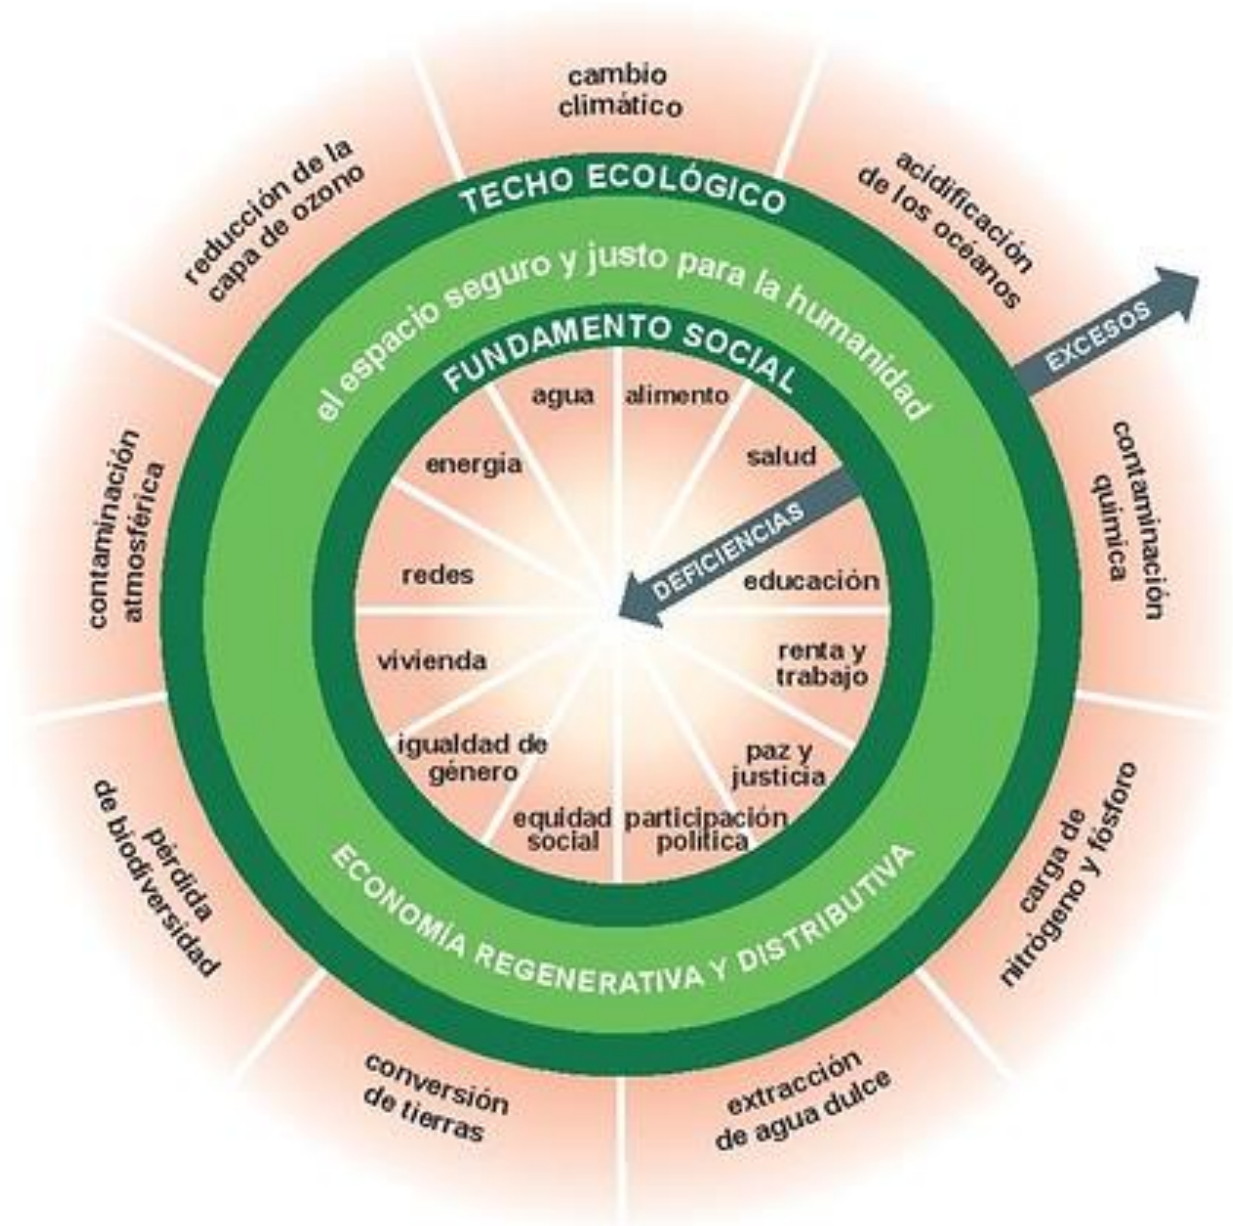 cambio
climático
acidificación
de los océanos
EXCESOS
contaminación
química
carga de
nitrógeno y fósforo
extracción
de agua dulce
conversión
de tierras
pérdida
de biodiversidad
contaminación
atmosférica
reducción de la
capa de ozono
TECHO ECOLÓGICO
el espacio seguro y justo para la humanidad
FUNDAMENTO SOCIAL
agua
alimento
salud
DEFICIENCIAS
educación
renta y
trabajo
paz y
justicia
participación
política
equidad
social
igualdad de
género
vivienda
redes
energía
ECONOMÍA REGENERATIVA Y DISTRIBUTIVA